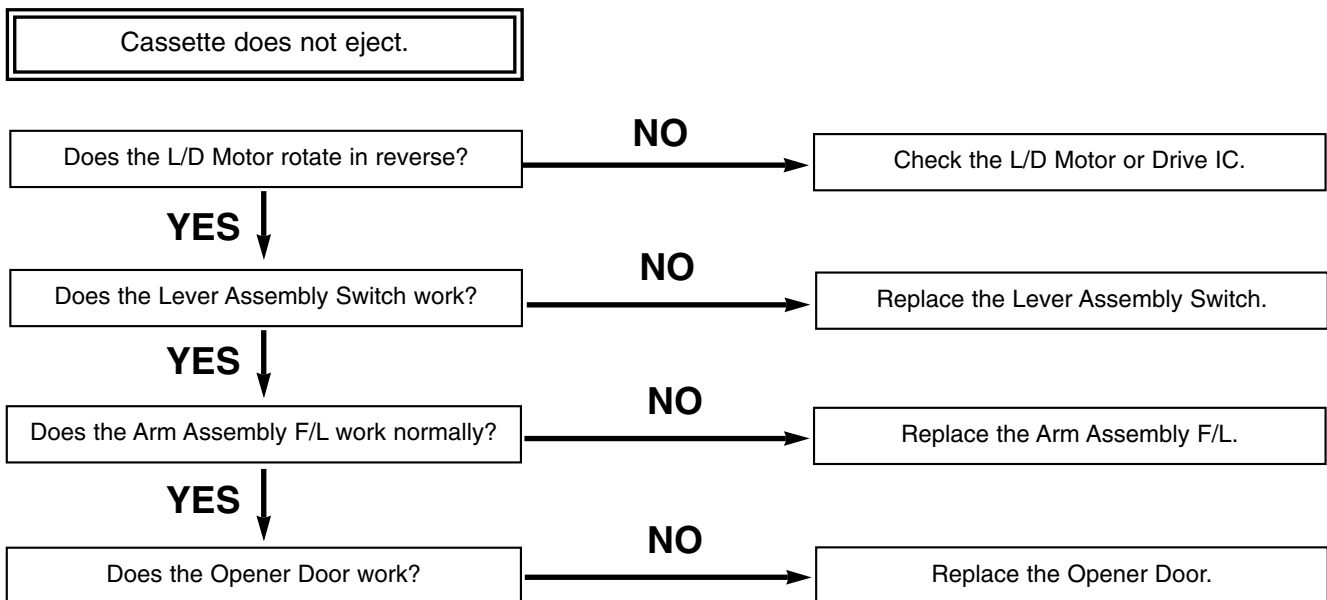 Cassette does not eject.
Does the L/D Motor rotate in reverse?
NO
Check the L/D Motor or Drive IC.
YES
Does the Lever Assembly Switch work?
NO
Replace the Lever Assembly Switch.
YES
Does the Arm Assembly F/L work normally?
NO
Replace the Arm Assembly F/L.
YES
Does the Opener Door work?
NO
Replace the Opener Door.